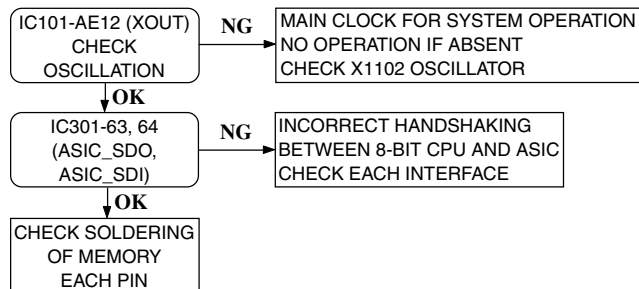 IC101-AE12 (XOUT)
CHECK
OSCILLATION
NG
MAIN CLOCK FOR SYSTEM OPERATION
NO OPERATION IF ABSENT
CHECK X1102 OSCILLATOR
OK
IC301-63, 64
(ASIC_SDO,
ASIC_SDI)
NG
INCORRECT HANDSHAKING
BETWEEN 8-BIT CPU AND ASIC
CHECK EACH INTERFACE
OK
CHECK SOLDERING
OF MEMORY
EACH PIN